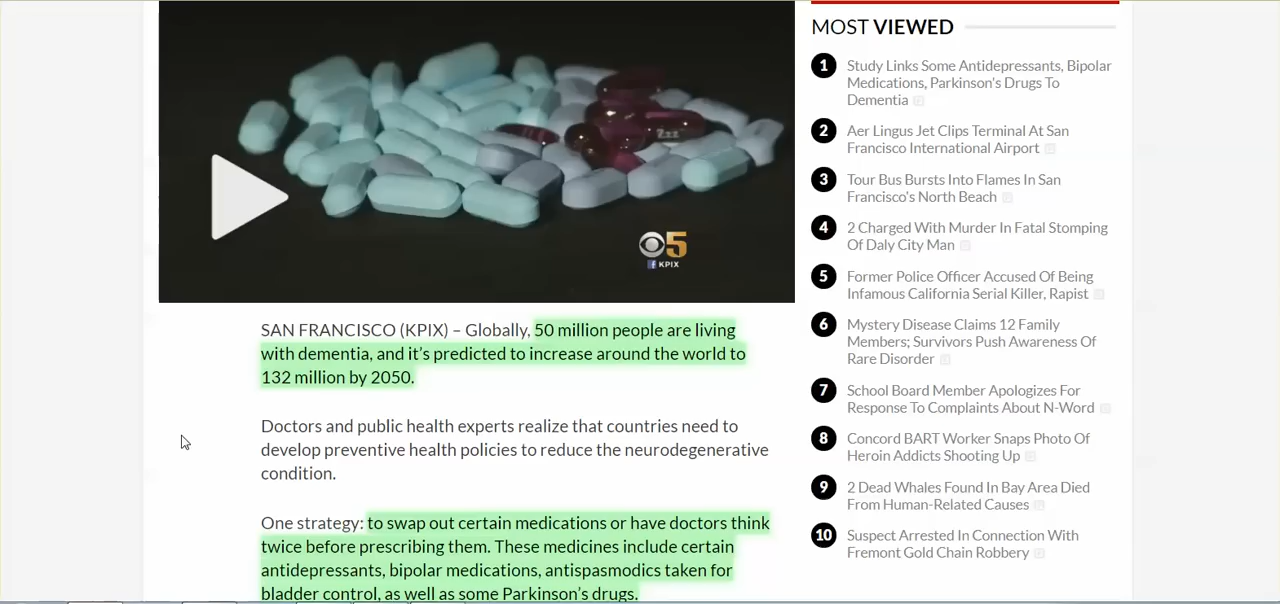 5
KPIX
Zzz
SAN FRANCISCO (KPIX) – Globally, 50 million people are living
with dementia, and it's predicted to increase around the world to
132 million by 2050.
Doctors and public health experts realize that countries need to
develop preventive health policies to reduce the neurodegenerative
condition.
One strategy: to swap out certain medications or have doctors think
twice before prescribing them. These medicines include certain
antidepressants, bipolar medications, antispasmodics taken for
bladder control, as well as some Parkinson's drugs.
MOST VIEWED
1 Study Links Some Antidepressants, Bipolar
Medications, Parkinson's Drugs To
Dementia
2 Aer Lingus Jet Clips Terminal At San
Francisco International Airport
3 Tour Bus Bursts Into Flames In San
Francisco's North Beach
4 2 Charged With Murder In Fatal Stomping
Of Daly City Man
5 Former Police Officer Accused Of Being
Infamous California Serial Killer, Rapist
6 Mystery Disease Claims 12 Family
Members; Survivors Push Awareness Of
Rare Disorder
7 School Board Member Apologizes For
Response To Complaints About N-Word
8 Concord BART Worker Snaps Photo Of
Heroin Addicts Shooting Up
9 2 Dead Whales Found In Bay Area Died
From Human-Related Causes
10 Suspect Arrested In Connection With
Fremont Gold Chain Robbery